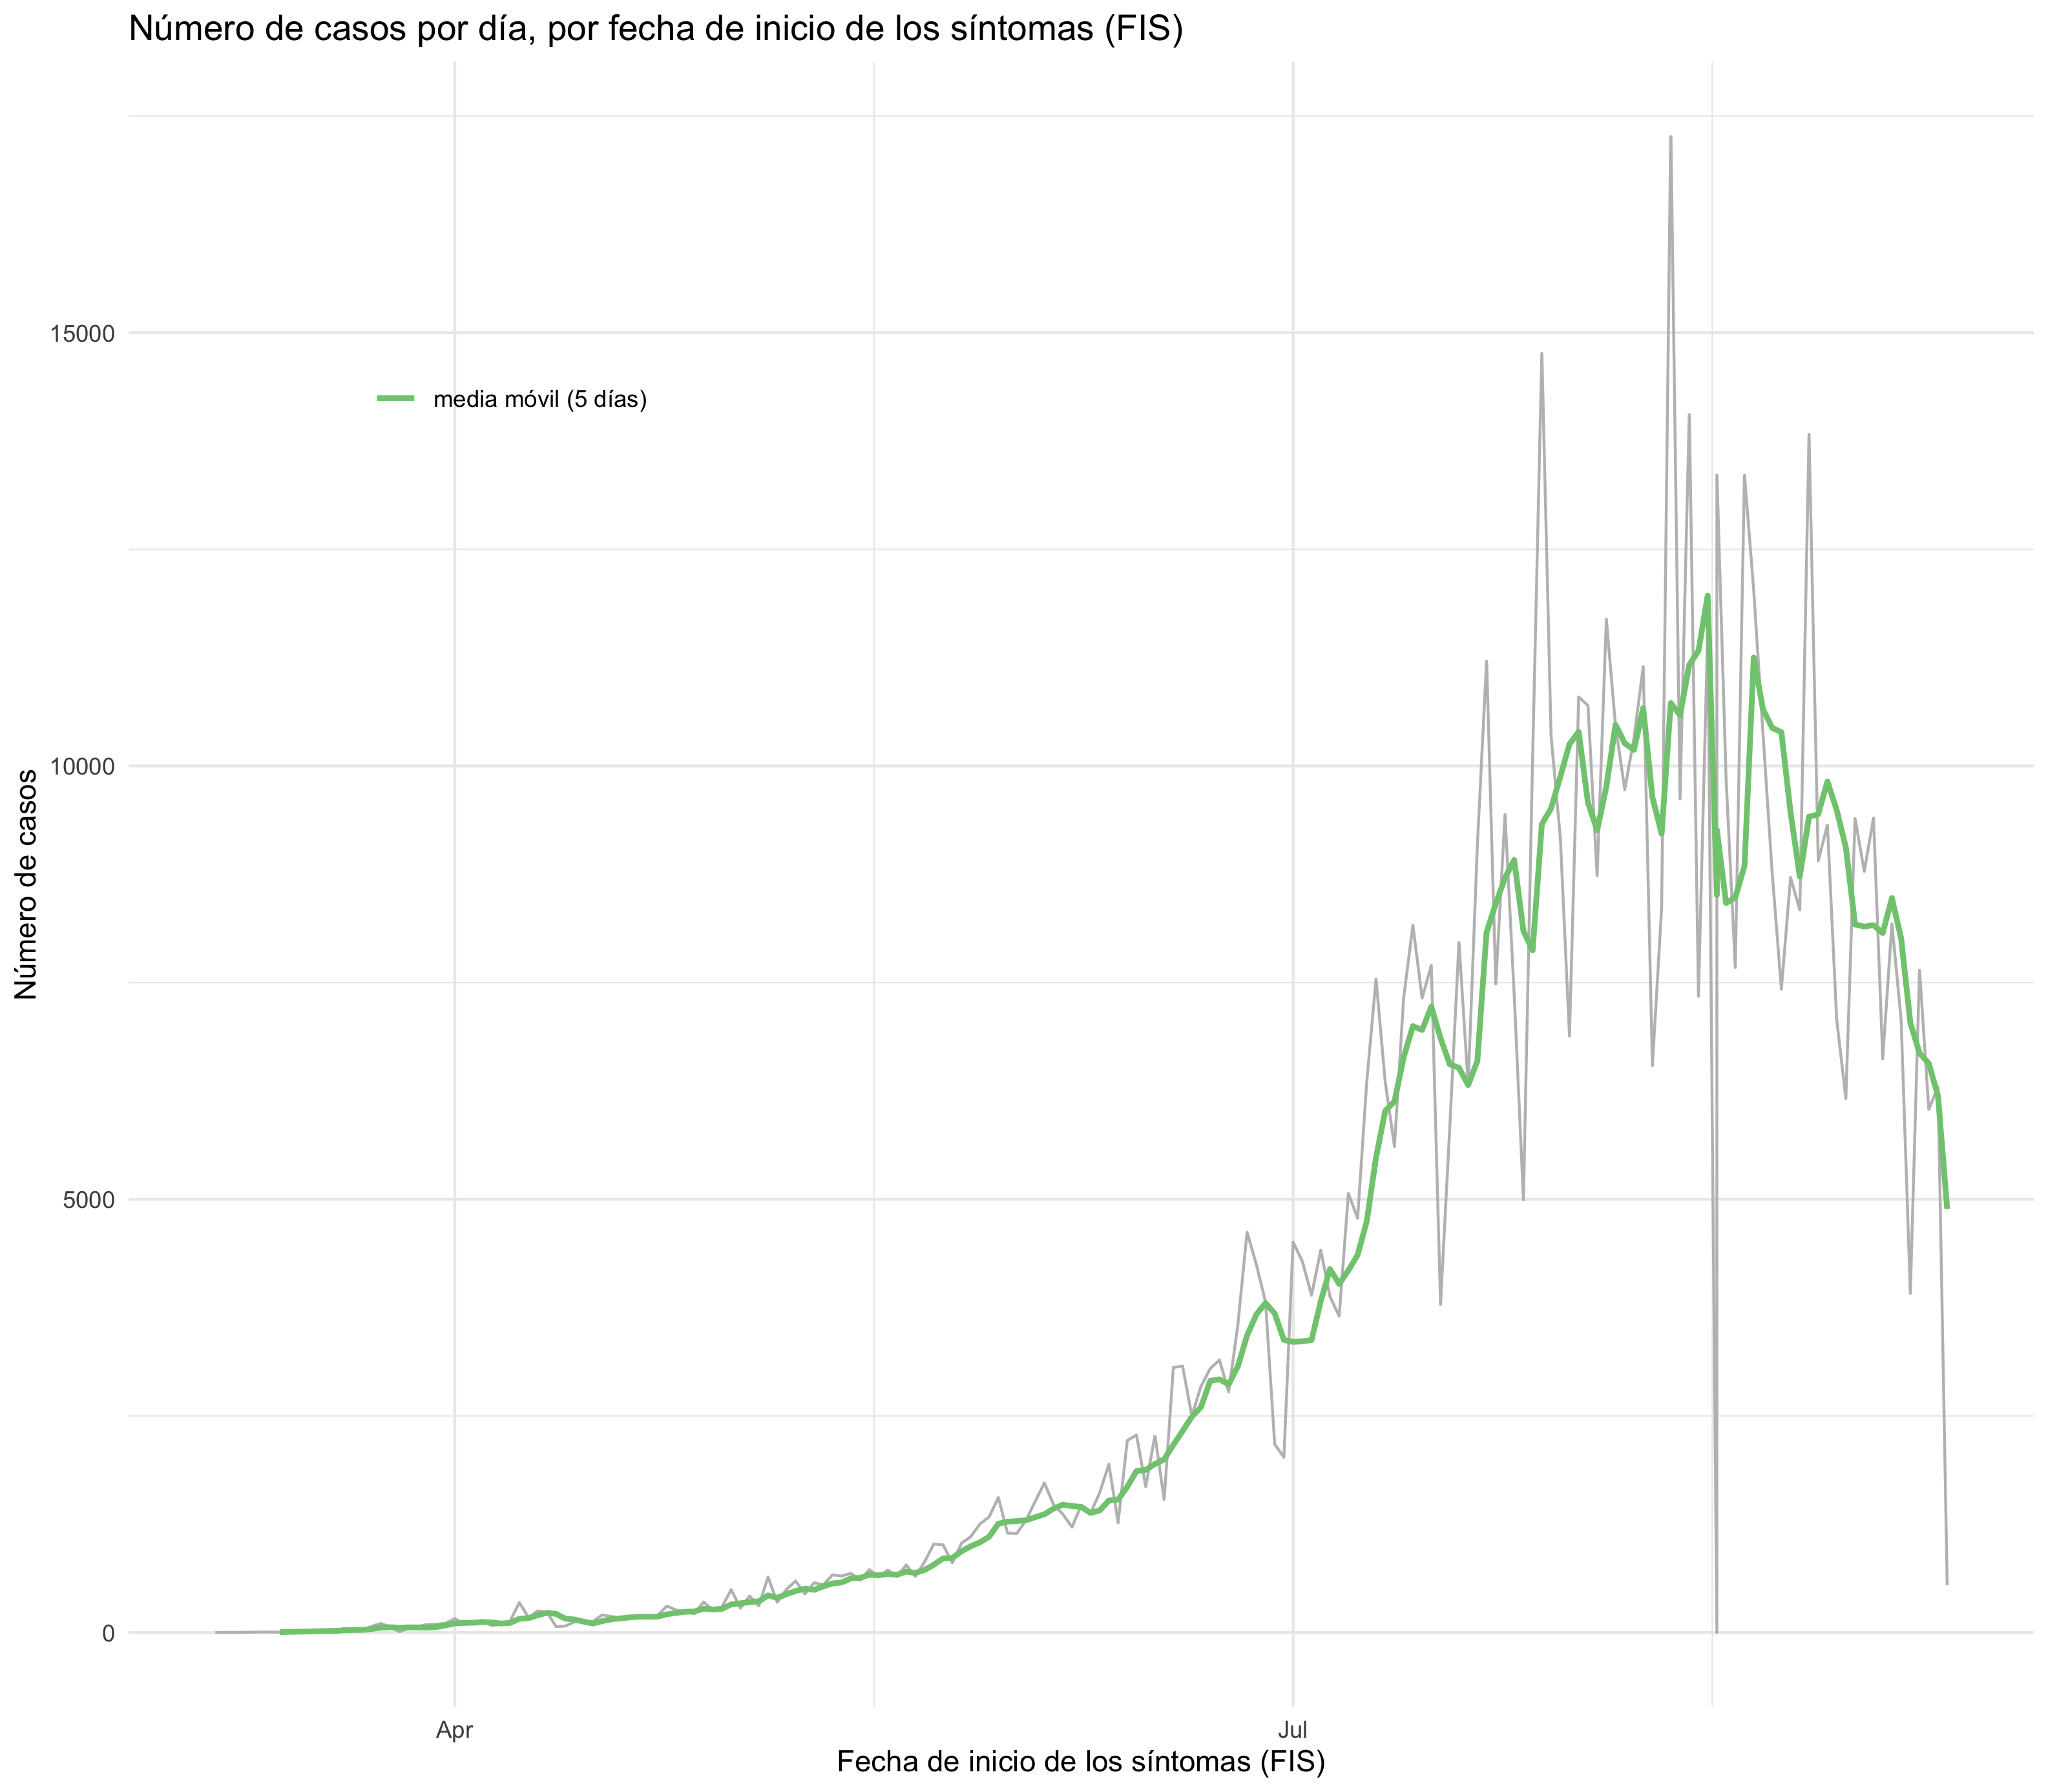 Número de casos por día, por fecha de inicio de los síntomas (FIS)
15000
media móvil (5 días)
10000
Número de casos
5000
0
Apr
Jul
Fecha de inicio de los síntomas (FIS)